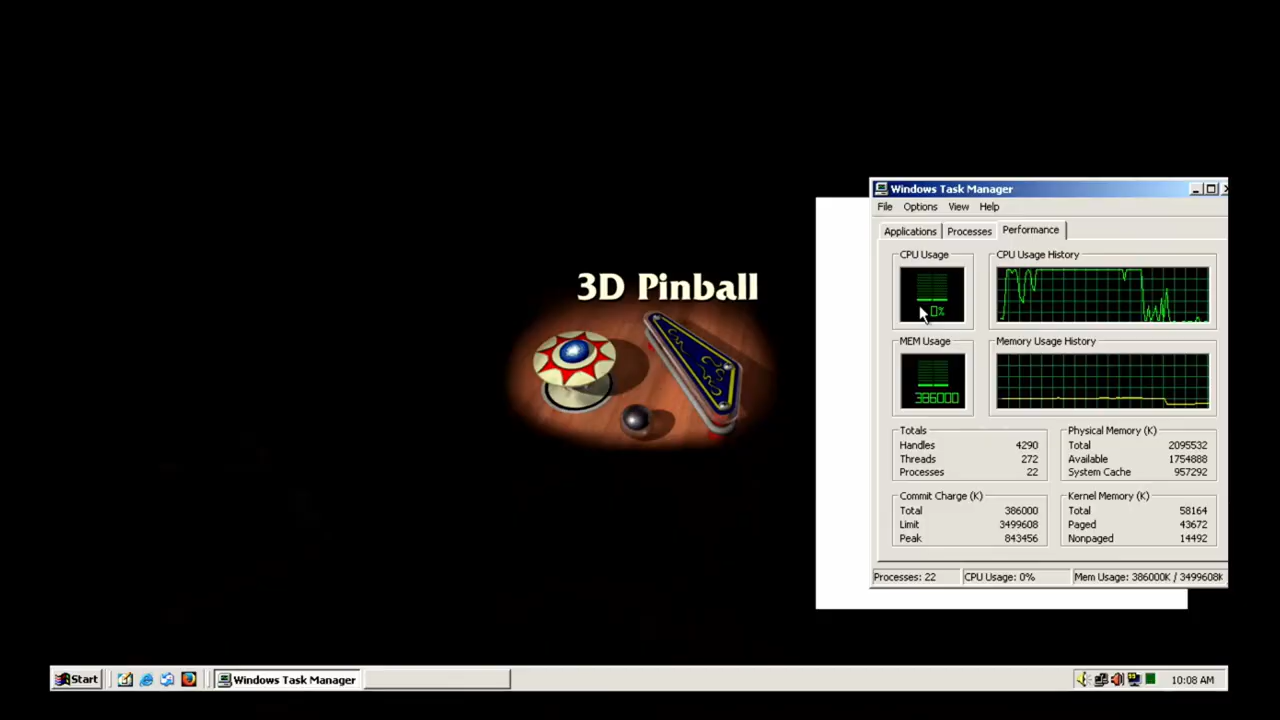 3D Pinball
Windows Task Manager
File Options View Help
Applications Processes Performance
CPU Usage CPU Usage History
0%
MEM Usage Memory Usage History
386000
Totals
Handles 4290
Threads 272
Processes 22
Physical Memory (K)
Total 2095532
Available 1754888
System Cache 957292
Commit Charge (K)
Total 386000
Limit 3499608
Peak 843456
Kernel Memory (K)
Total 58164
Paged 43672
Nonpaged 14492
Processes: 22 CPU Usage: 0% Mem Usage: 386000K / 3499608K
Start Windows Task Manager 10:08 AM